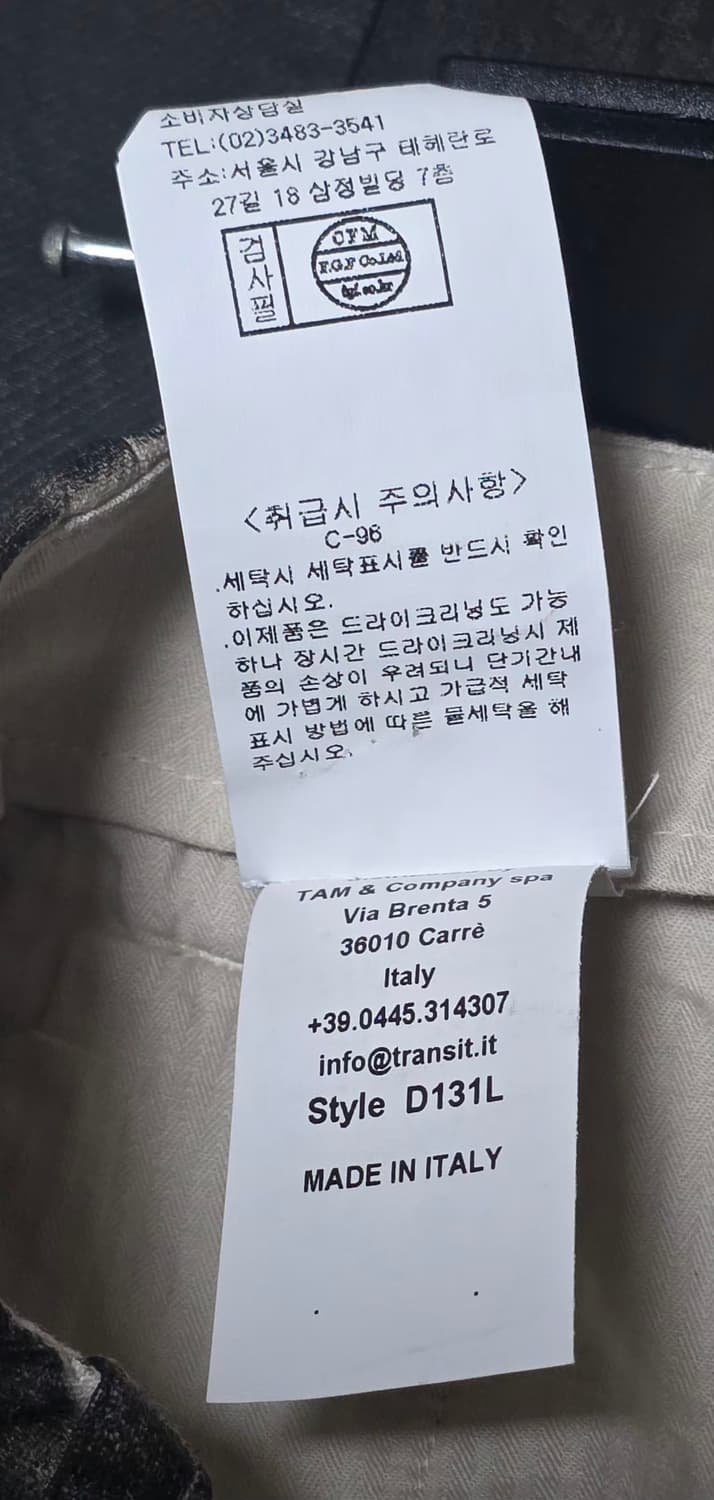 소비자상담실
TEL:(02)3483-3541
주소:서울시 강남구 테헤란로
27길 18 삼정빌딩 7층
검사필
CFM
F.G.F Co.Ltd.
fgf.co.kr
<취급시 주의사항>
C-96
.세탁시 세탁표시를 반드시 확인
하십시오.
.이제품은 드라이크리닝도 가능
하나 장시간 드라이크리닝시 제
품의 손상이 우려되니 단기간내
에 가볍게 하시고 가급적 세탁
표시 방법에 따른 물세탁을 해
주십시오.
TAM & Company spa
Via Brenta 5
36010 Carrè
Italy
+39.0445.314307
info@transit.it
Style D131L
MADE IN ITALY